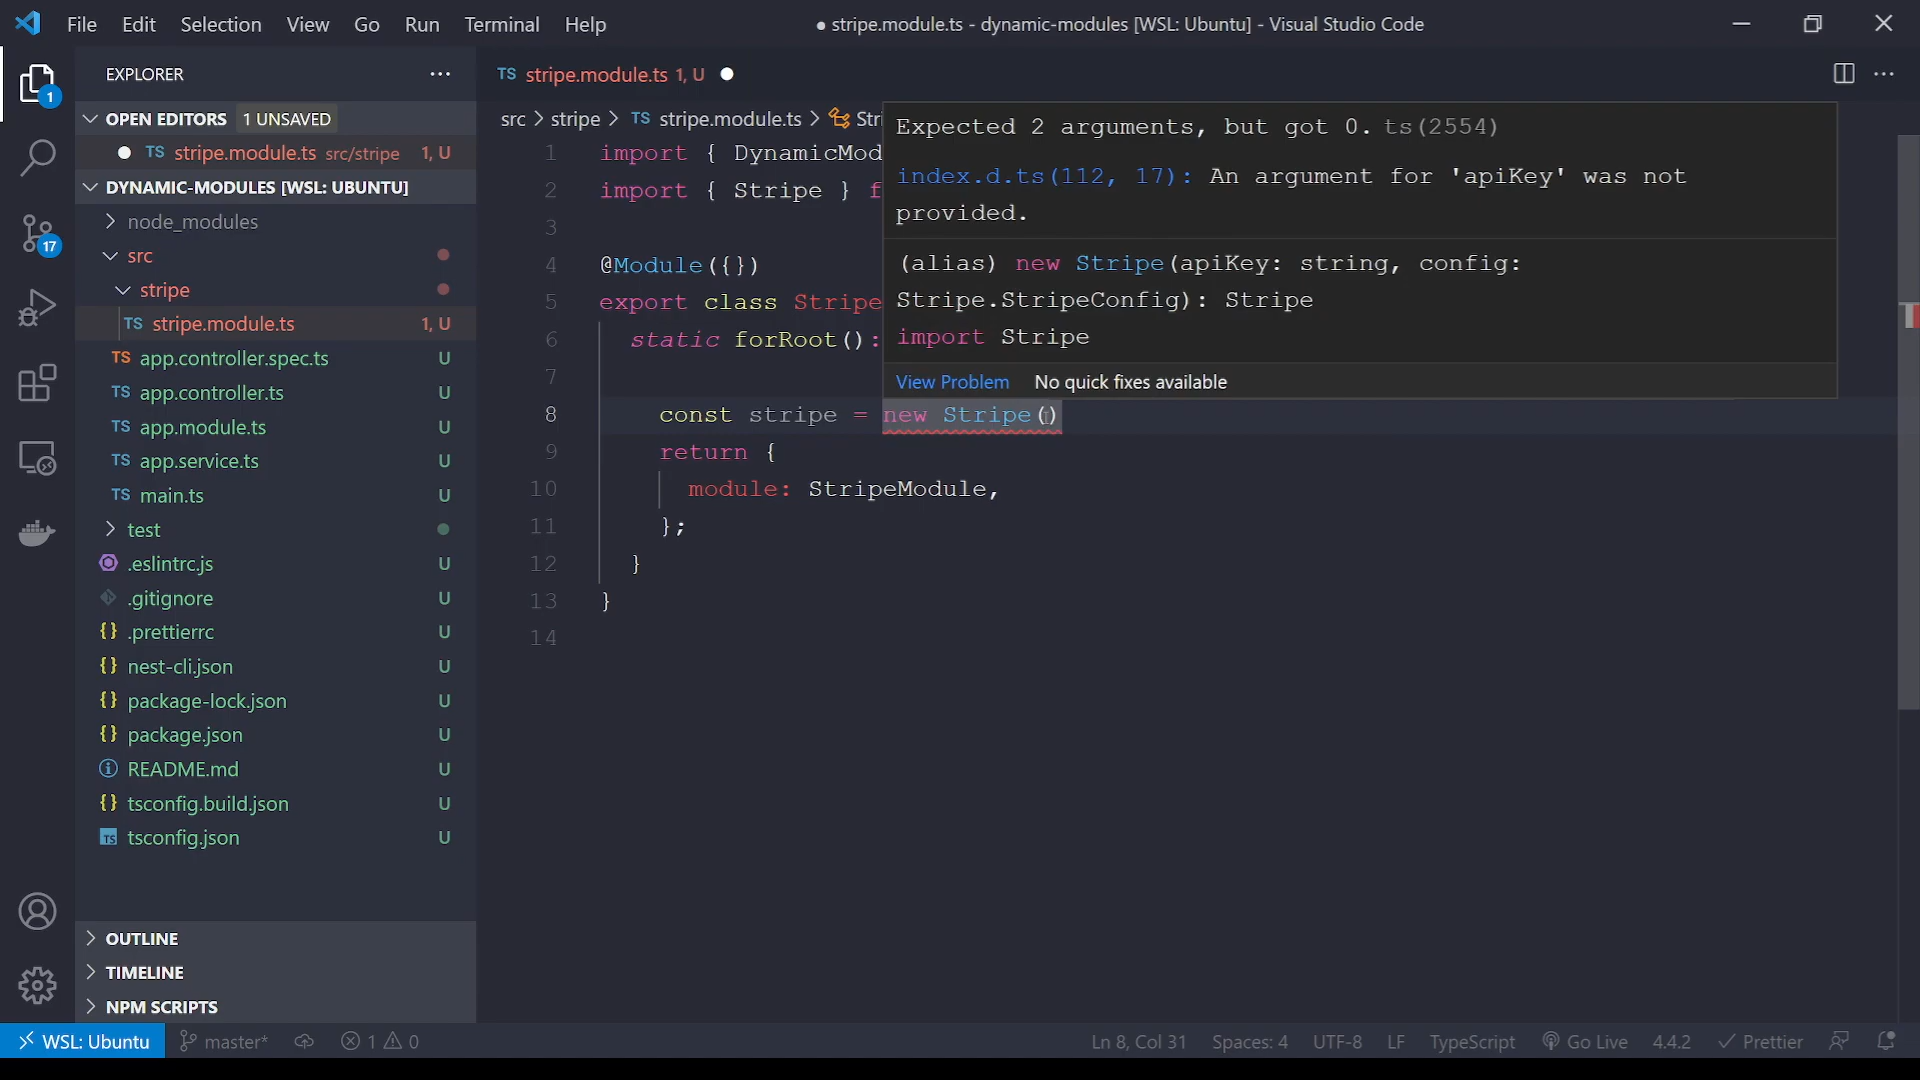 File Edit Selection View Go Run Terminal Help
● stripe.module.ts - dynamic-modules [WSL: Ubuntu] - Visual Studio Code
EXPLORER
OPEN EDITORS 1 UNSAVED
TS stripe.module.ts src/stripe 1, U
DYNAMIC-MODULES [WSL: UBUNTU]
node_modules
src
stripe
TS stripe.module.ts 1, U
TS app.controller.spec.ts U
TS app.controller.ts U
TS app.module.ts U
TS app.service.ts U
TS main.ts U
test
.eslintrc.js U
.gitignore U
{} .prettierrc U
{} nest-cli.json U
{} package-lock.json U
{} package.json U
README.md U
{} tsconfig.build.json U
TS tsconfig.json U
OUTLINE
TIMELINE
NPM SCRIPTS
1
17
TS stripe.module.ts 1, U
src > stripe > TS stripe.module.ts > Stri
1 import { DynamicMod
2 import { Stripe } f
3
4 @Module({})
5 export class Stripe
6 static forRoot():
7
8 const stripe = new Stripe()
9 return {
10 module: StripeModule,
11 };
12 }
13 }
14
Expected 2 arguments, but got 0. ts(2554)
index.d.ts(112, 17): An argument for 'apiKey' was not
provided.
(alias) new Stripe(apiKey: string, config:
Stripe.StripeConfig): Stripe
import Stripe
View Problem No quick fixes available
WSL: Ubuntu master* 1 0 Ln 8, Col 31 Spaces: 4 UTF-8 LF TypeScript Go Live 4.4.2 Prettier